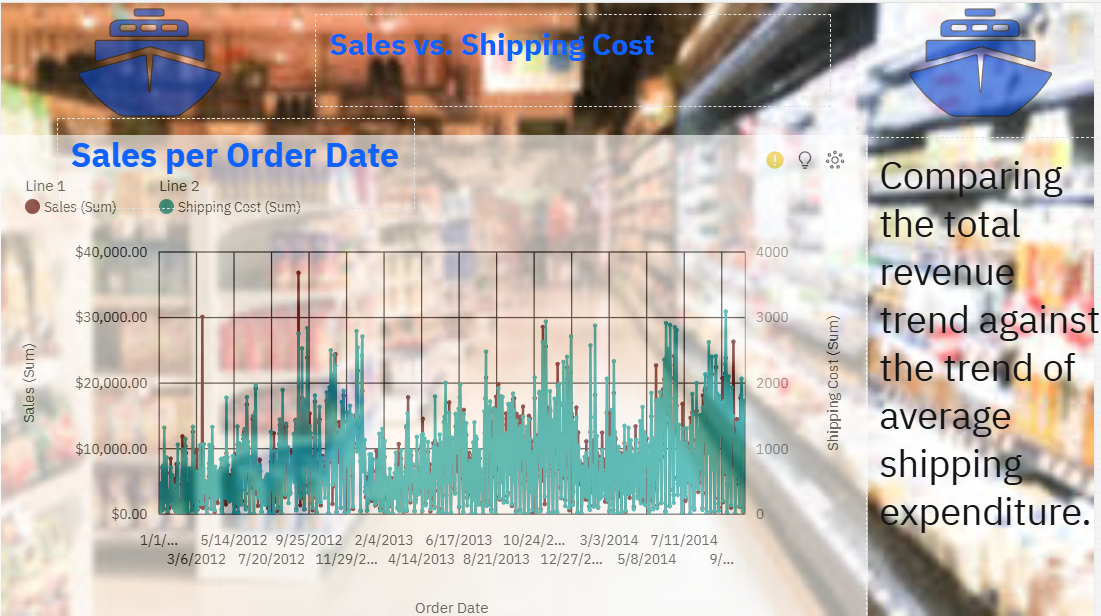 Sales vs. Shipping Cost
Sales per Order Date
Line 1
Line 2
Sales (Sum)
Shipping Cost (Sum)
$40,000.00
$30,000.00
$20,000.00
$10,000.00
$0.00
Sales (Sum)
4000
3000
2000
1000
0
Shipping Cost (Sum)
1/1/... 5/14/2012 9/25/2012 2/4/2013 6/17/2013 10/24/2... 3/3/2014 7/11/2014
3/6/2012 7/20/2012 11/29/2... 4/14/2013 8/21/2013 12/27/2... 5/8/2014 9/...
Order Date
Comparing
the total
revenue
trend against
the trend of
average
shipping
expenditure.